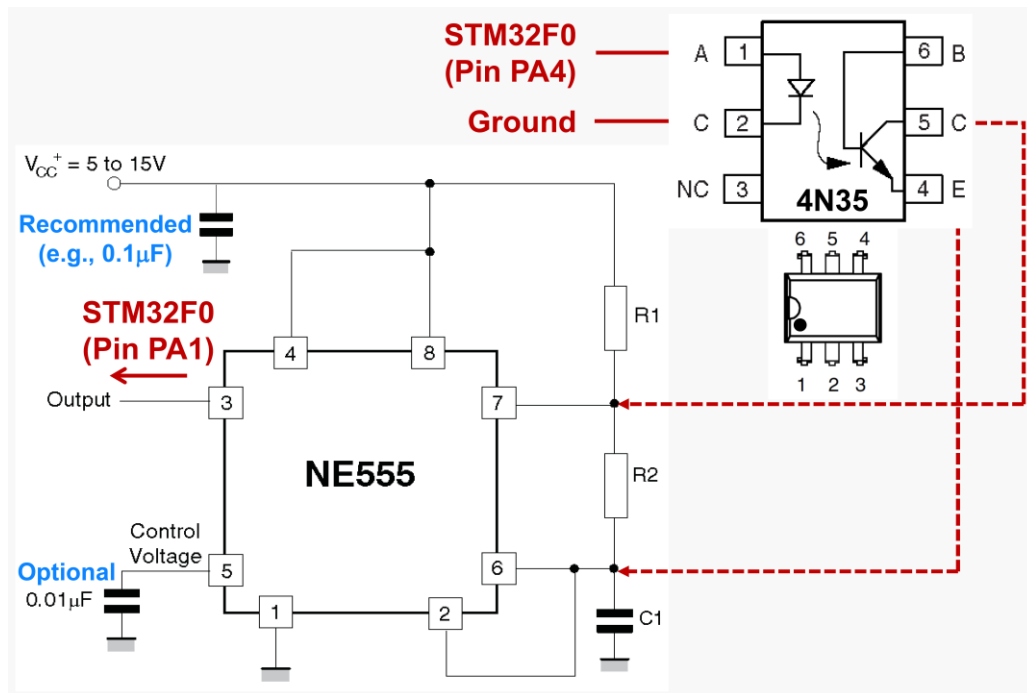 STM32F0
(Pin PA4)
Ground
A 1
C 2
NC 3
6 B
5 C
4 E
4N35
6 5 4
1 2 3
VCC+ = 5 to 15V
Recommended
(e.g., 0.1μF)
STM32F0
(Pin PA1)
Output
3
4
8
7
R1
NE555
R2
Control
Voltage
5
Optional
0.01μF
1
2
6
C1